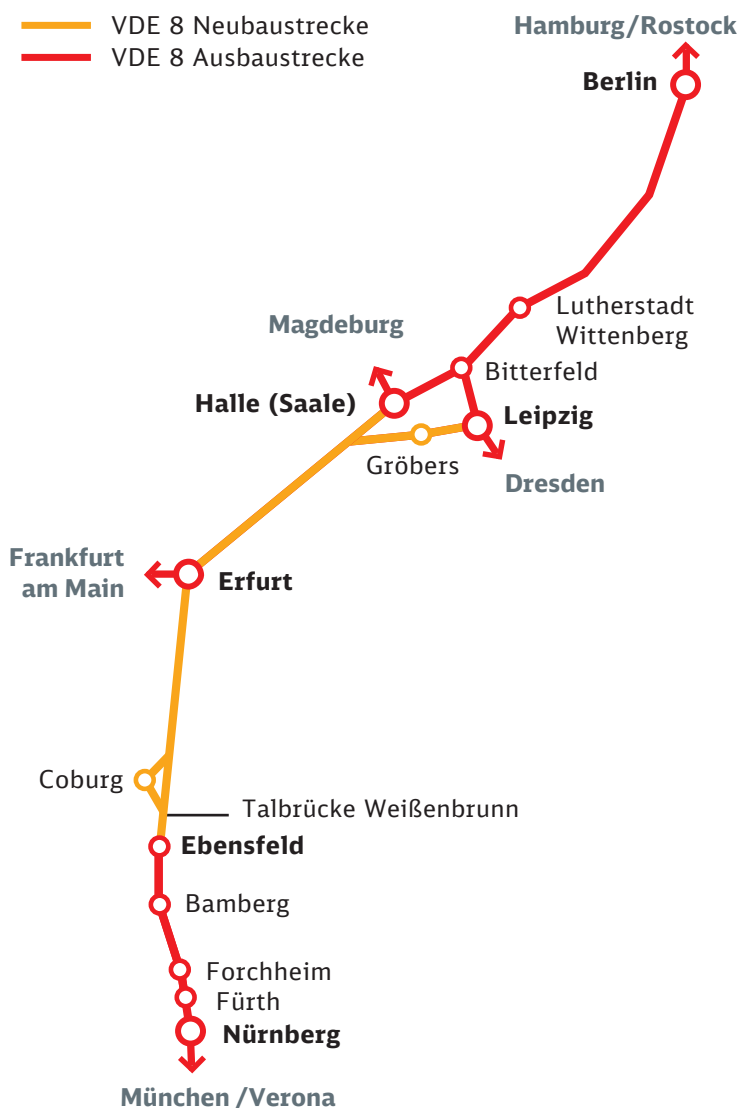 VDE 8 Neubaustrecke
VDE 8 Ausbaustrecke
Hamburg/Rostock
Berlin
Lutherstadt
Wittenberg
Magdeburg
Bitterfeld
Halle (Saale)
Leipzig
Gröbers
Dresden
Frankfurt
am Main
Erfurt
Coburg
Talbrücke Weißenbrunn
Ebensfeld
Bamberg
Forchheim
Fürth
Nürnberg
München /Verona